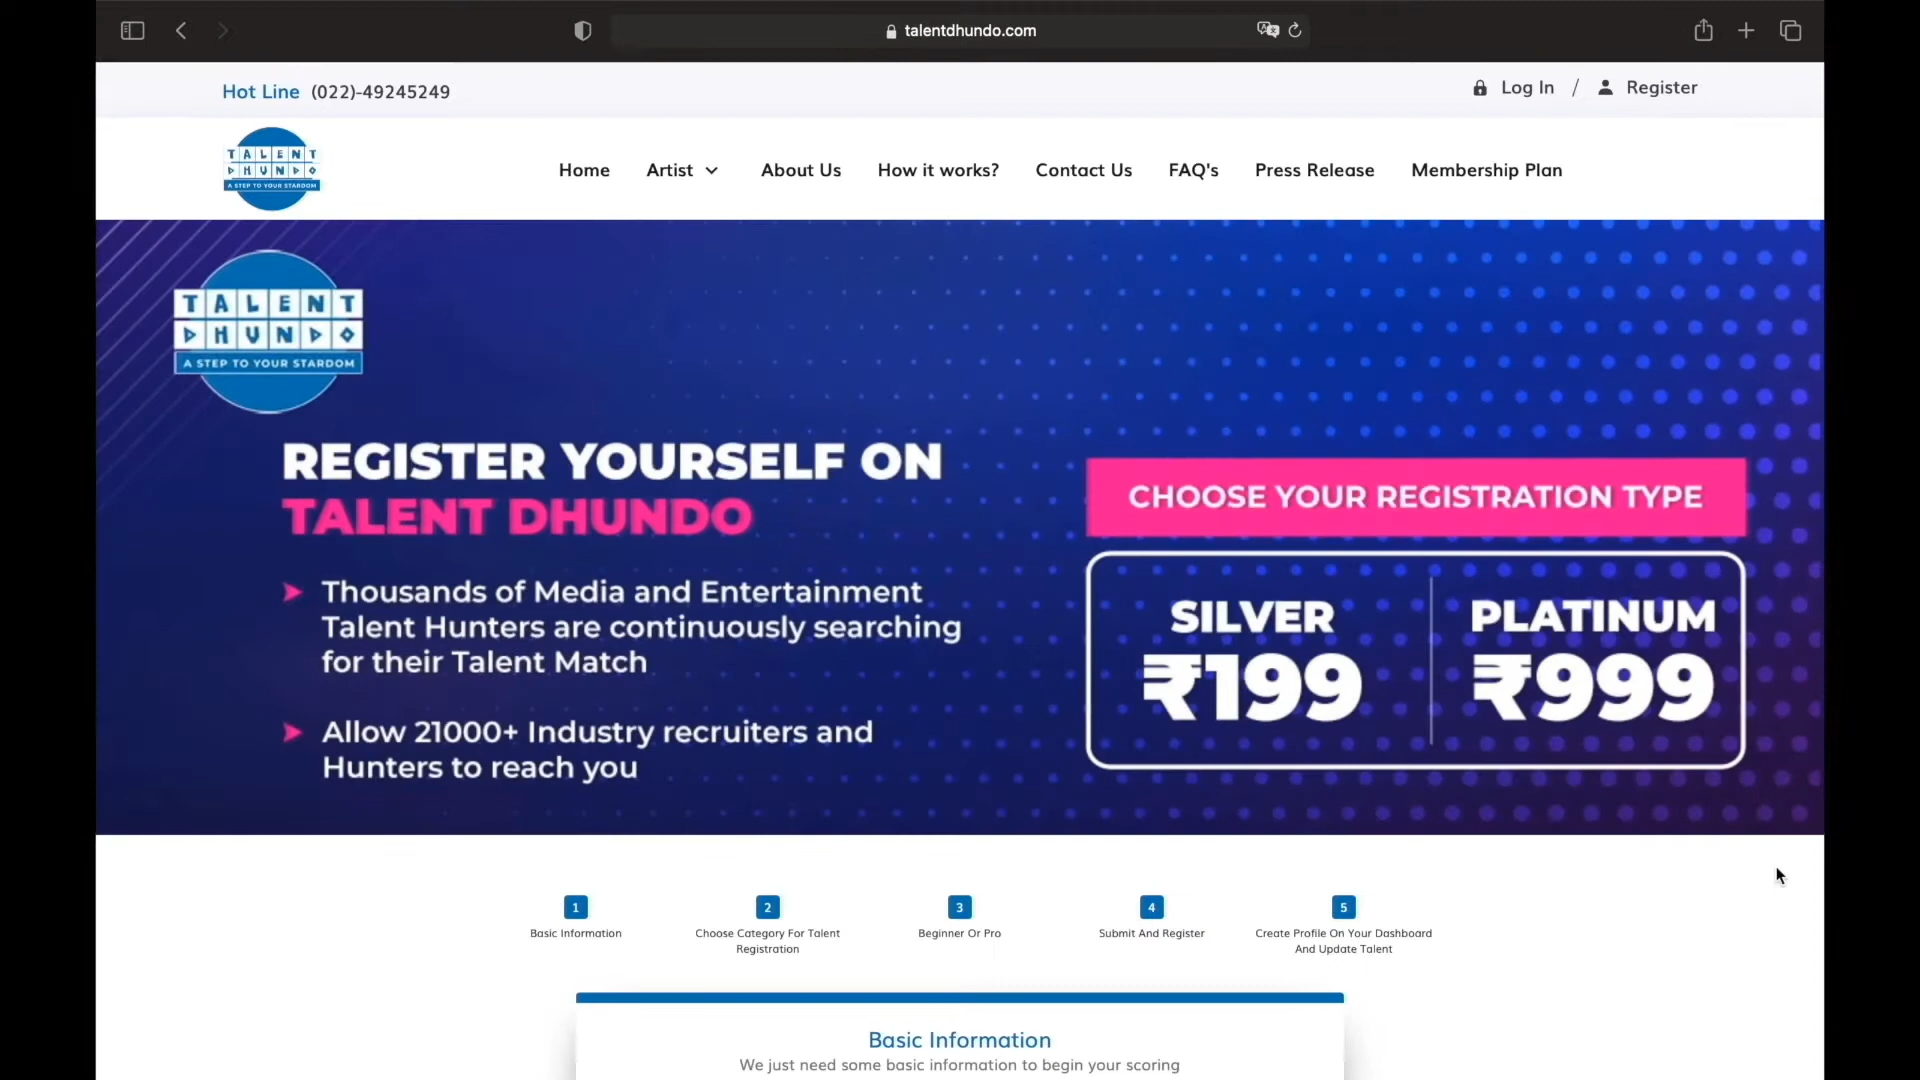 talentdhundo.com
Hot Line (022)-49245249
Log In / Register
TALENT
DHUNDO
A STEP TO YOUR STARDOM
Home Artist About Us How it works? Contact Us FAQ's Press Release Membership Plan
TALENT
DHUNDO
A STEP TO YOUR STARDOM
REGISTER YOURSELF ON
TALENT DHUNDO
Thousands of Media and Entertainment
Talent Hunters are continuously searching
for their Talent Match
Allow 21000+ Industry recruiters and
Hunters to reach you
CHOOSE YOUR REGISTRATION TYPE
SILVER
₹199
PLATINUM
₹999
1
Basic Information
2
Choose Category For Talent
Registration
3
Beginner Or Pro
4
Submit And Register
5
Create Profile On Your Dashboard
And Update Talent
Basic Information
We just need some basic information to begin your scoring